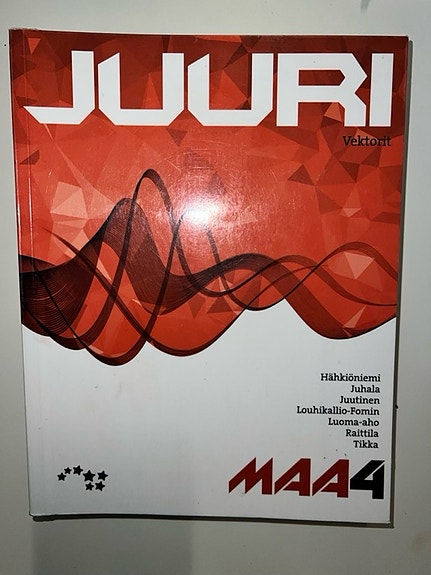 JUURI
Vektorit
Hähkiöniemi
Juhala
Juutinen
Louhikallio-Fomin
Luoma-aho
Raittila
Tikka
MAA4